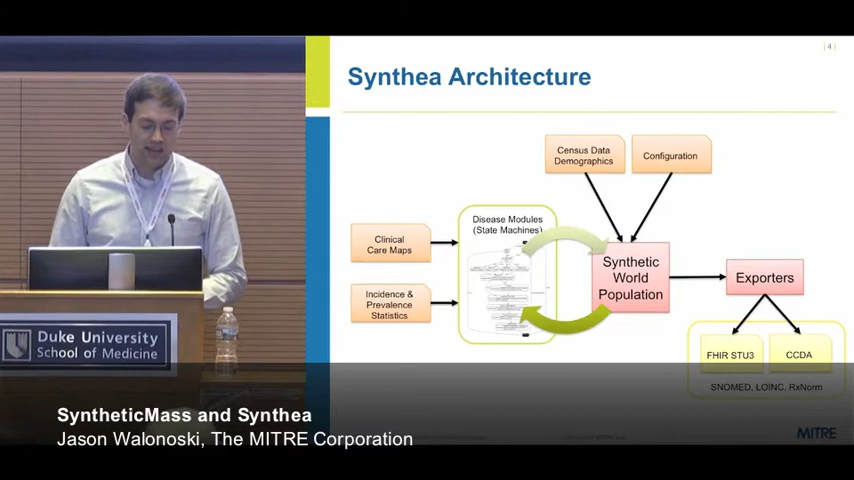 | 4 |
Synthea Architecture
Census Data
Demographics
Configuration
Disease Modules
(State Machines)
Clinical
Care Maps
Synthetic
World
Population
Exporters
Incidence &
Prevalence
Statistics
FHIR STU3
CCDA
SNOMED, LOINC, RxNorm
Duke University
School of Medicine
SyntheticMass and Synthea
Jason Walonoski, The MITRE Corporation
MITRE